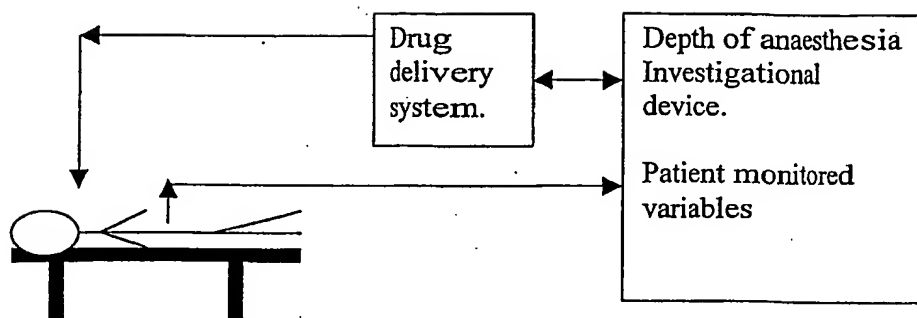 Drug
delivery
system.
Depth of anaesthesia
Investigational
device.
Patient monitored
variables